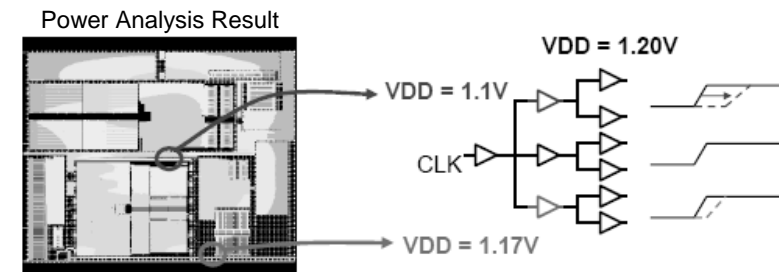 Power Analysis Result
VDD = 1.20V
VDD = 1.1V
CLK
VDD = 1.17V